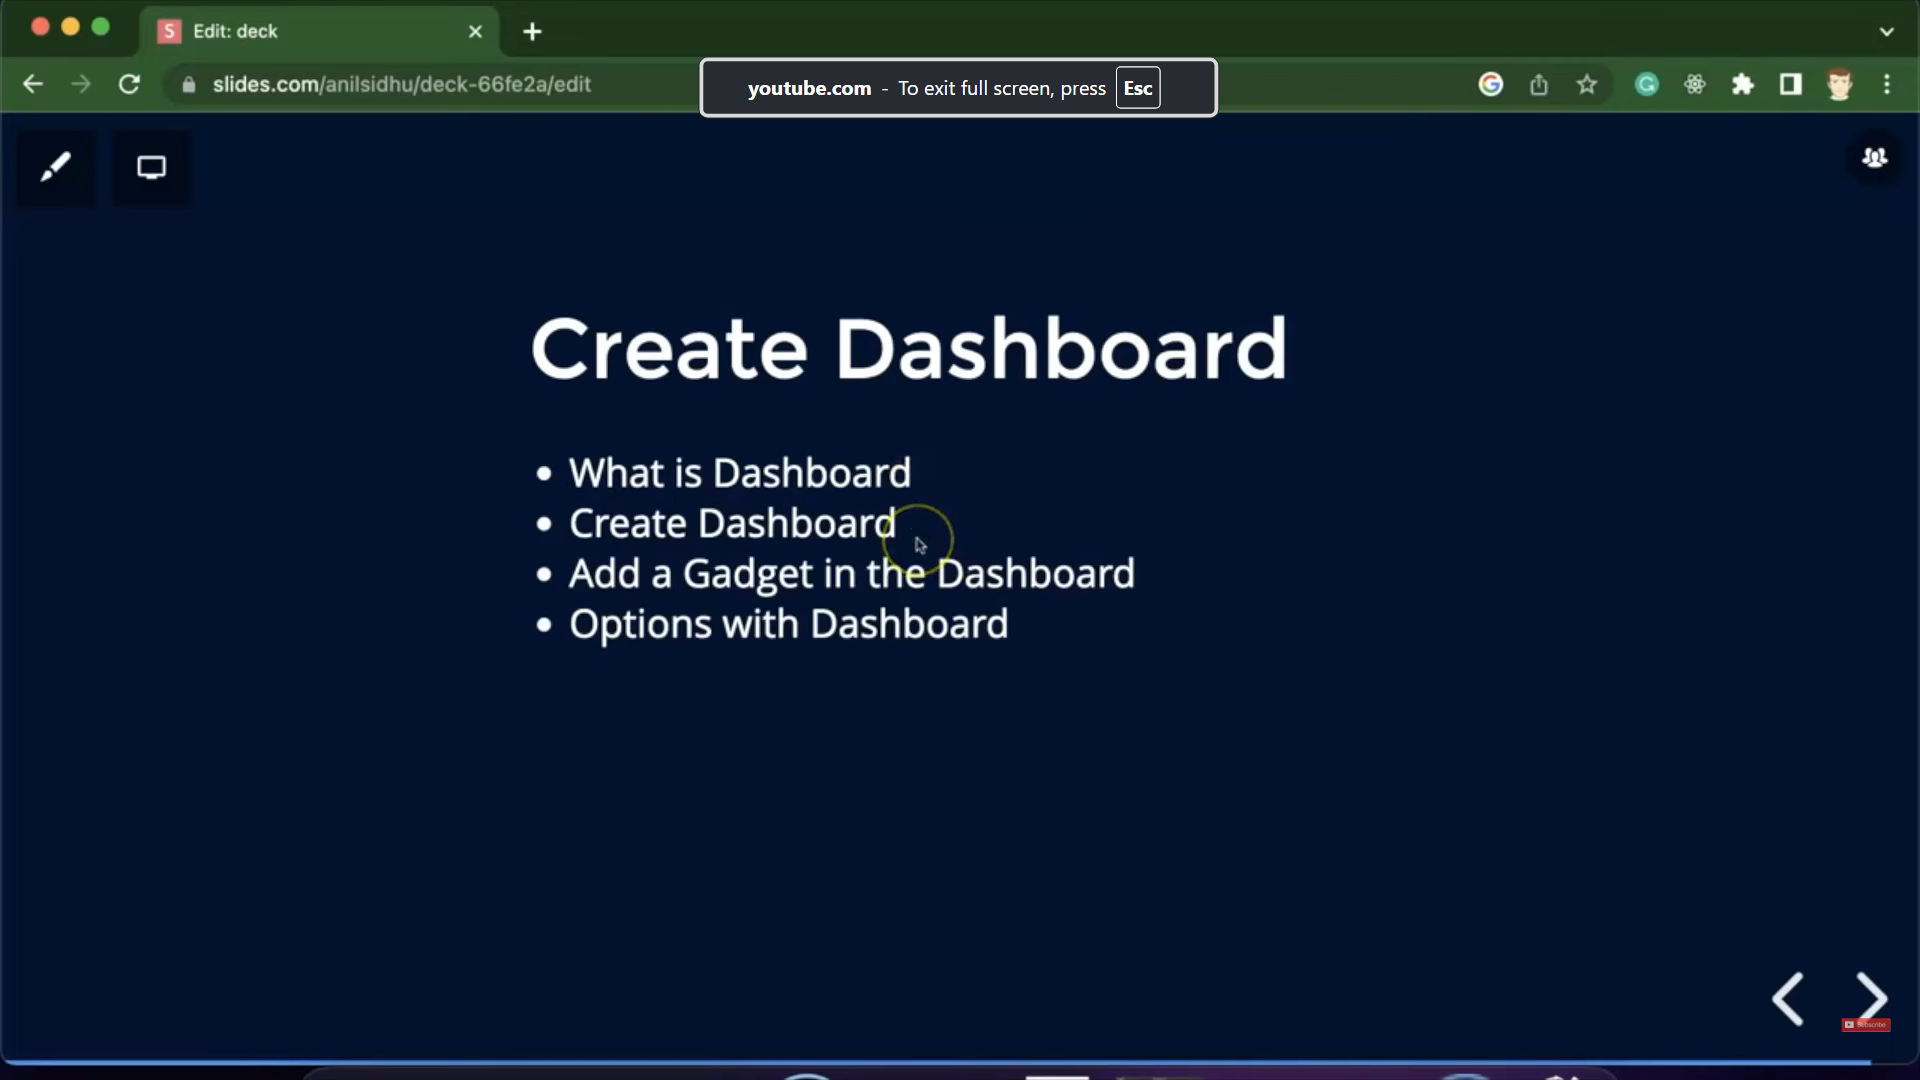 S Edit: deck
slides.com/anilsidhu/deck-66fe2a/edit
youtube.com - To exit full screen, press Esc
Create Dashboard
• What is Dashboard
• Create Dashboard
• Add a Gadget in the Dashboard
• Options with Dashboard
Subscribe